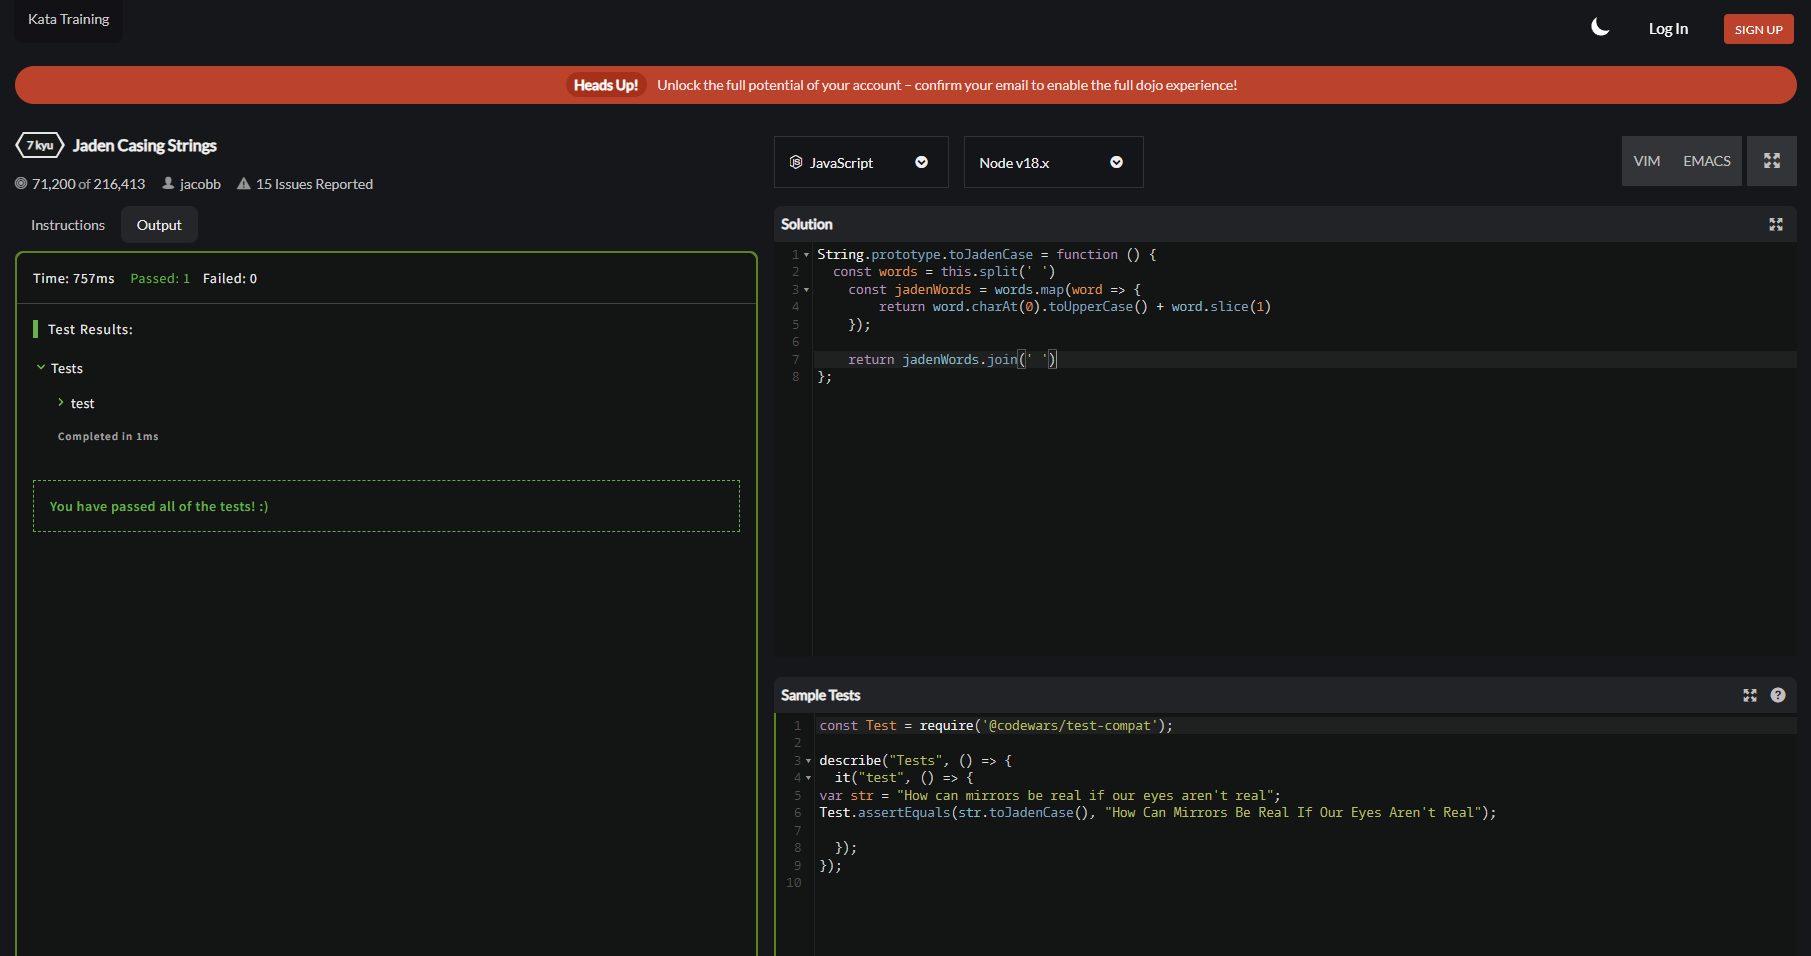 Kata Training
Log In
SIGN UP
Heads Up! Unlock the full potential of your account – confirm your email to enable the full dojo experience!
7 kyu Jaden Casing Strings
71,200 of 216,413 jacobb 15 Issues Reported
Instructions Output
Time: 757ms Passed: 1 Failed: 0
Test Results:
Tests
test
Completed in 1ms
You have passed all of the tests! :)
JavaScript
Node v18.x
VIM EMACS
Solution
1 String.prototype.toJadenCase = function () {
2   const words = this.split(' ')
3     const jadenWords = words.map(word => {
4         return word.charAt(0).toUpperCase() + word.slice(1)
5     });
6
7     return jadenWords.join(' ')
8 };
Sample Tests
1 const Test = require('@codewars/test-compat');
2
3 describe("Tests", () => {
4   it("test", () => {
5 var str = "How can mirrors be real if our eyes aren't real";
6 Test.assertEquals(str.toJadenCase(), "How Can Mirrors Be Real If Our Eyes Aren't Real");
7
8   });
9 });
10